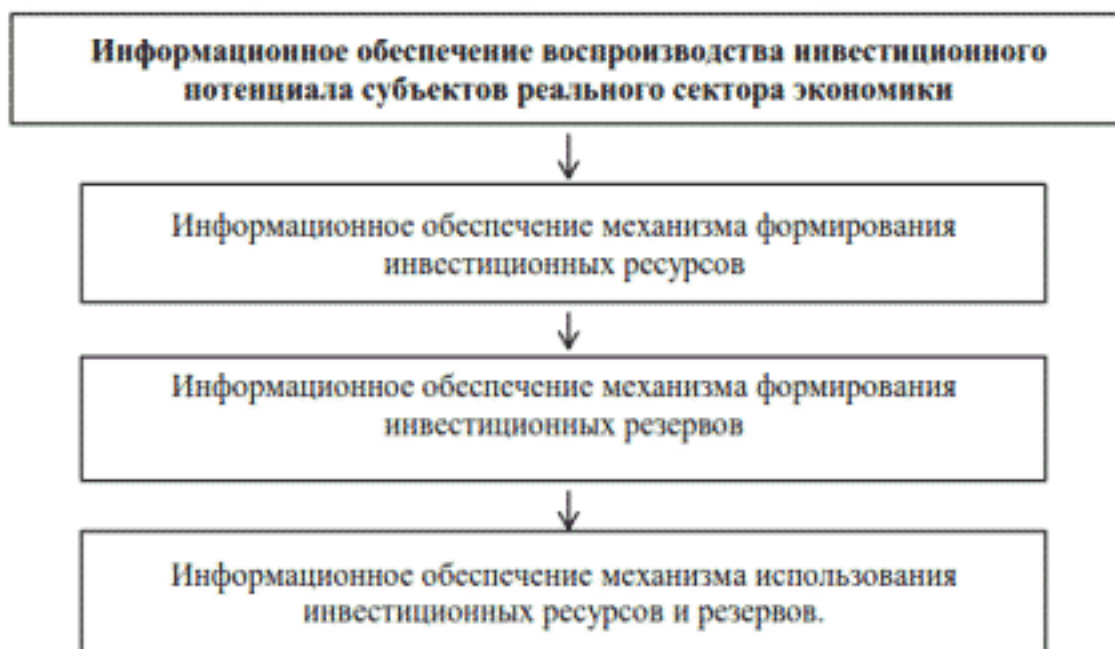 Информационное обеспечение воспроизводства инвестиционного
потенциала субъектов реального сектора экономики
Информационное обеспечение механизма формирования
инвестиционных ресурсов
Информационное обеспечение механизма формирования
инвестиционных резервов
Информационное обеспечение механизма использования
инвестиционных ресурсов и резервов.